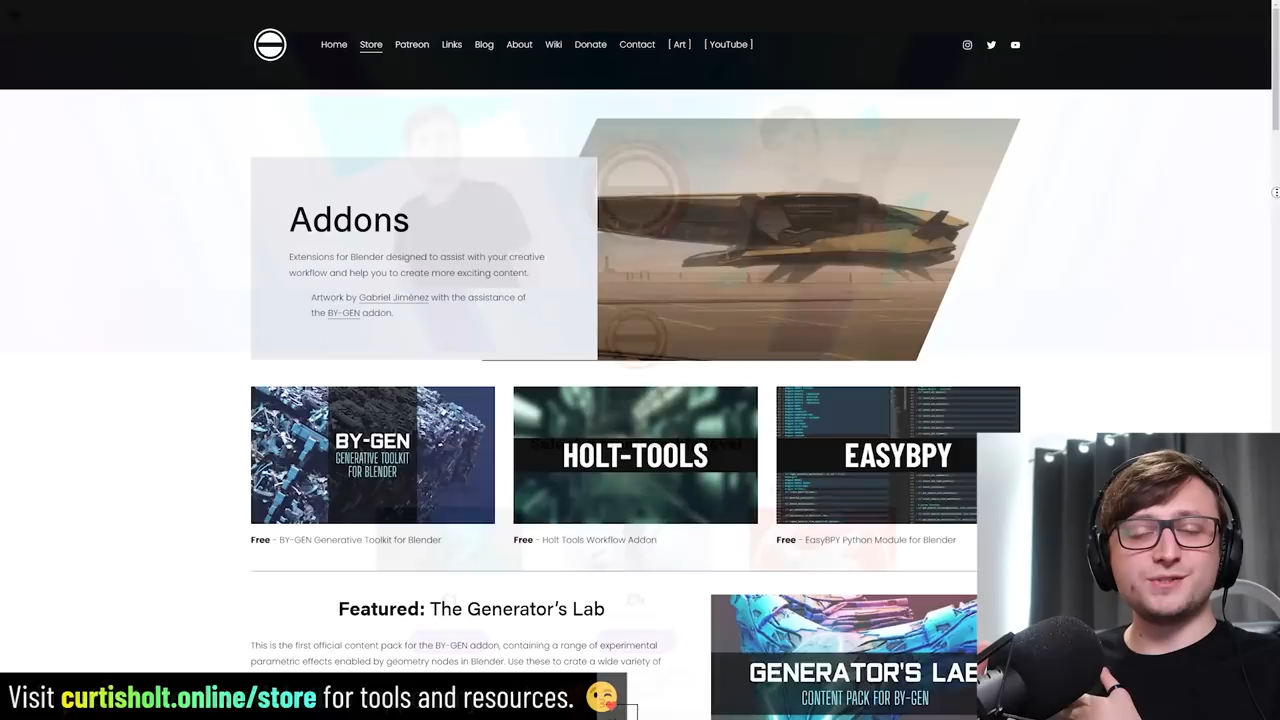 Home Store Patreon Links Blog About Wiki Donate Contact [ Art ] [ YouTube ]
Addons
Extensions for Blender designed to assist with your creative
workflow and help you to create more exciting content.
Artwork by Gabriel Jiménez with the assistance of
the BY-GEN addon.
BY-GEN
GENERATIVE TOOLKIT
FOR BLENDER
HOLT-TOOLS
EASYBPY
Free - BY-GEN Generative Toolkit for Blender
Free - Holt Tools Workflow Addon
Free - EasyBPY Python Module for Blender
Featured: The Generator's Lab
This is the first official content pack for the BY-GEN addon, containing a range of experimental
parametric effects enabled by geometry nodes in Blender. Use these to crate a wide variety of
GENERATOR'S LA
CONTENT PACK FOR BY-GEN
Visit curtisholt.online/store for tools and resources. 😘